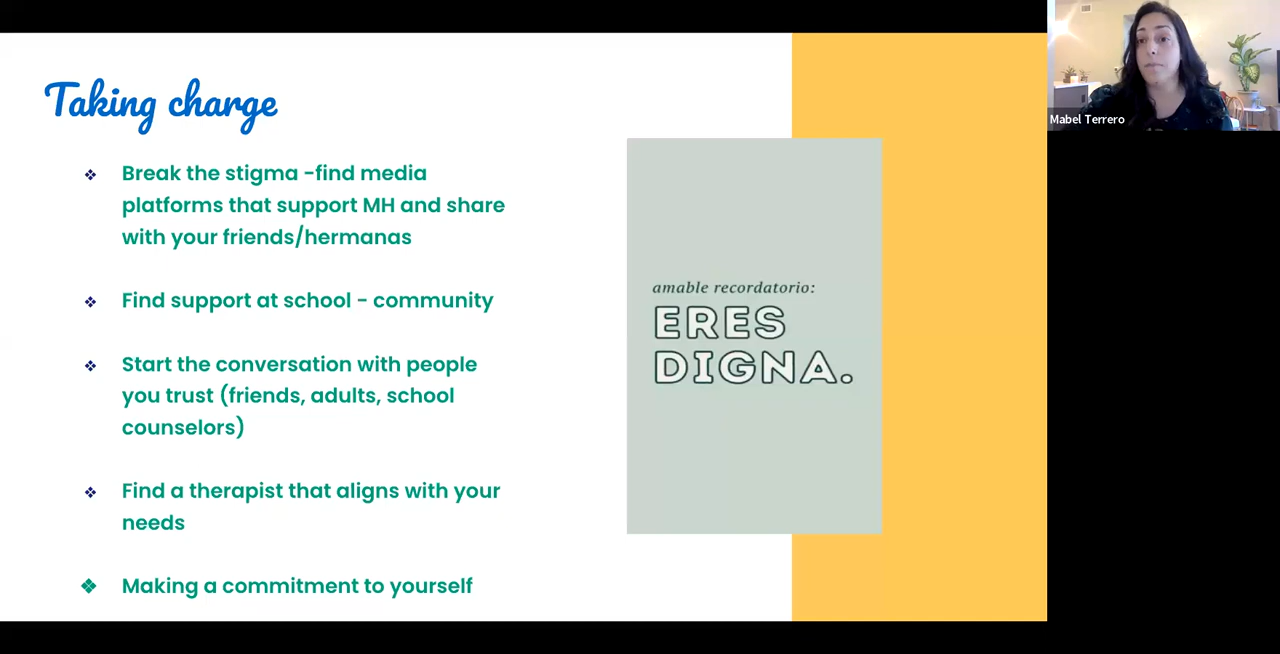 Taking charge
❖ Break the stigma -find media
platforms that support MH and share
with your friends/hermanas
❖ Find support at school - community
❖ Start the conversation with people
you trust (friends, adults, school
counselors)
❖ Find a therapist that aligns with your
needs
❖ Making a commitment to yourself
amable recordatorio:
ERES
DIGNA.
Mabel Terrero